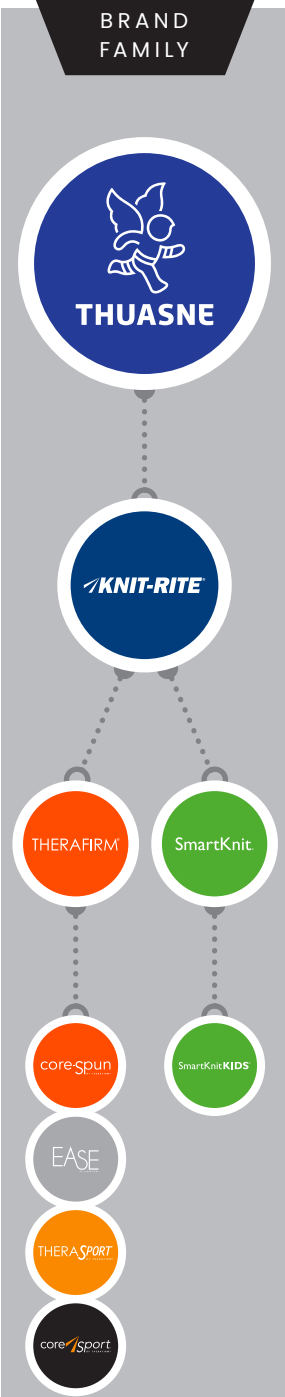 BRAND
FAMILY
THUASNE
KNIT-RITE
THERAFIRM
SmartKnit
core-spun
SmartKnitKIDS
EASE
THERASPORT
core Sport